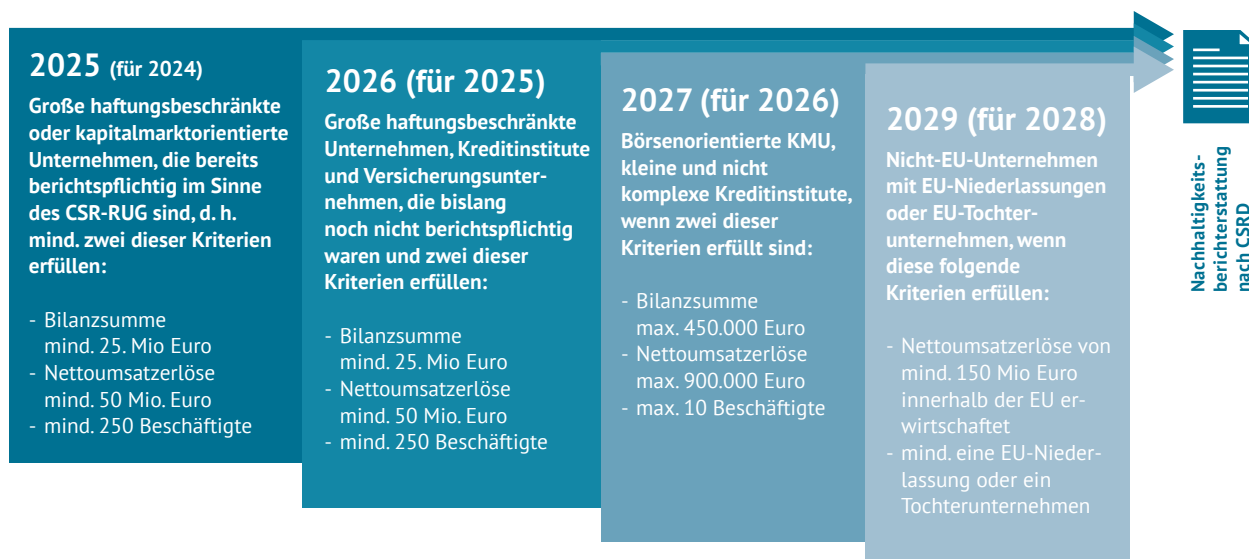 2025 (für 2024)
Große haftungsbeschränkte
oder kapitalmarktorientierte
Unternehmen, die bereits
berichtspflichtig im Sinne
des CSR-RUG sind, d. h.
mind. zwei dieser Kriterien
erfüllen:
- Bilanzsumme
mind. 25. Mio Euro
- Nettoumsatzerlöse
mind. 50 Mio. Euro
- mind. 250 Beschäftigte
2026 (für 2025)
Große haftungsbeschränkte
Unternehmen, Kreditinstitute
und Versicherungsunter-
nehmen, die bislang
noch nicht berichtspflichtig
waren und zwei dieser
Kriterien erfüllen:
- Bilanzsumme
mind. 25. Mio Euro
- Nettoumsatzerlöse
mind. 50 Mio. Euro
- mind. 250 Beschäftigte
2027 (für 2026)
Börsenorientierte KMU,
kleine und nicht
komplexe Kreditinstitute,
wenn zwei dieser
Kriterien erfüllt sind:
- Bilanzsumme
max. 450.000 Euro
- Nettoumsatzerlöse
max. 900.000 Euro
- max. 10 Beschäftigte
2029 (für 2028)
Nicht-EU-Unternehmen
mit EU-Niederlassungen
oder EU-Tochter-
unternehmen, wenn
diese folgende
Kriterien erfüllen:
- Nettoumsatzerlöse von
mind. 150 Mio Euro
innerhalb der EU er-
wirtschaftet
- mind. eine EU-Nieder-
lassung oder ein
Tochterunternehmen
Nachhaltigkeits-
berichterstattung
nach CSRD